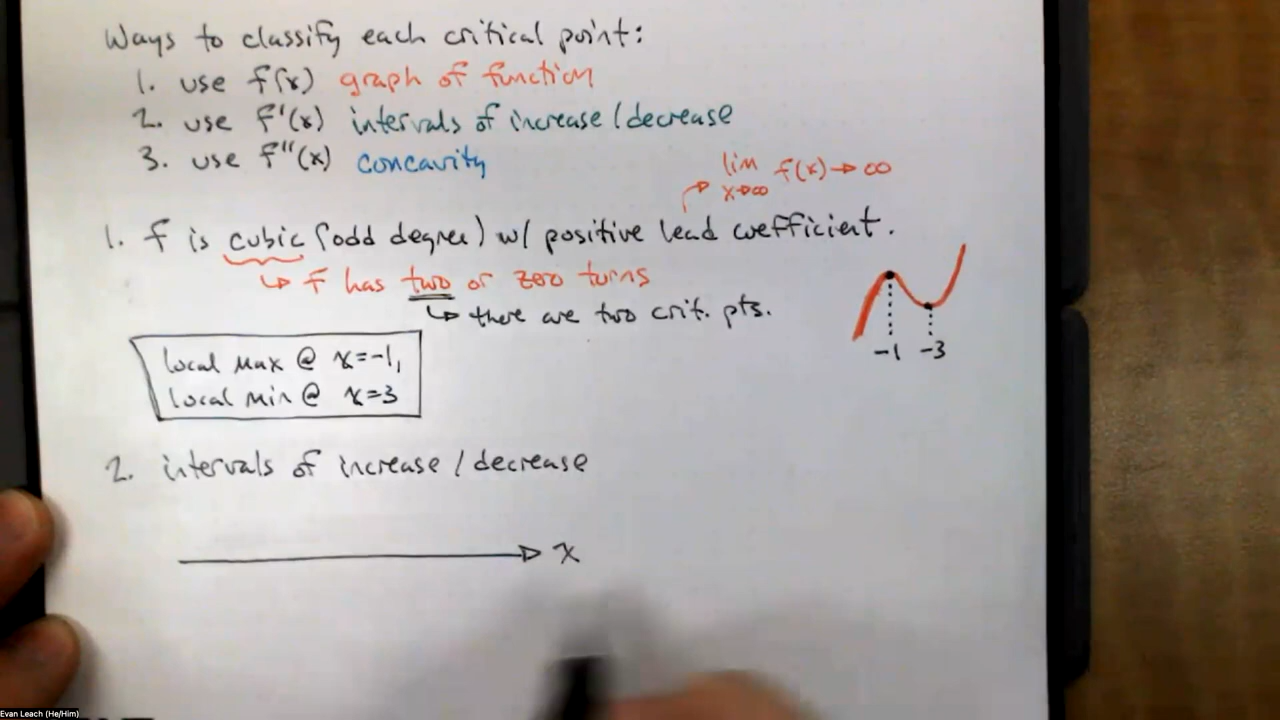 Ways to classify each critical point:
1. use f(x) graph of function
2. use f'(x) intervals of increase/decrease
3. use f"(x) concavity
lim f(x)→∞
x→∞
1. f is cubic (odd degree) w/ positive lead coefficient.
↳ f has two or zero turns
↳ there are two crit. pts.
-1 -3
local max @ x=-1,
local min @ x=3
2. intervals of increase/decrease
x
Evan Leach (He/Him)